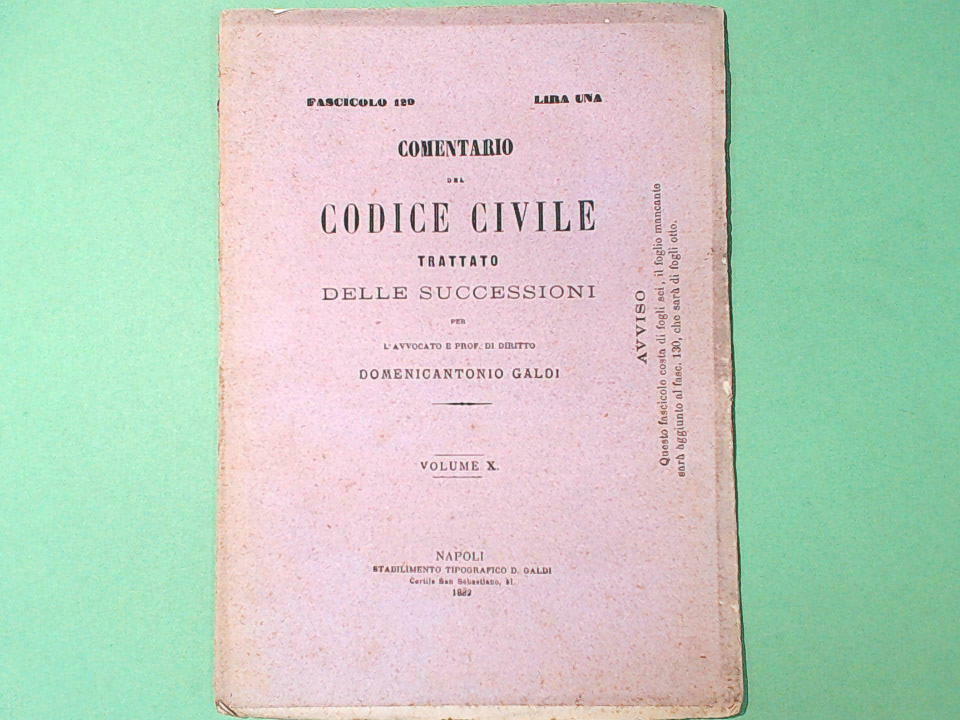 FASCICOLO 129 LIRA UNA
COMENTARIO
DEL
CODICE CIVILE
TRATTATO
DELLE SUCCESSIONI
PER
L'AVVOCATO E PROF. DI DIRITTO
DOMENICANTONIO GALDI
VOLUME X.
NAPOLI
STABILIMENTO TIPOGRAFICO D. GALDI
Cortile San Sebastiano, 51.
1882
AVVISO
Questo fascicolo costa di fogli sei, il foglio mancante
sarà aggiunto al fasc. 130, che sarà di fogli otto.